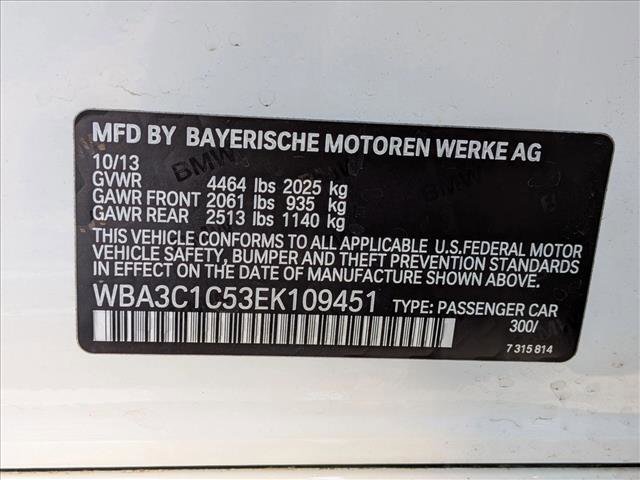 MFD BY BAYERISCHE MOTOREN WERKE AG
10/13
GVWR 4464 lbs 2025 kg
GAWR FRONT 2061 lbs 935 kg
GAWR REAR 2513 lbs 1140 kg
THIS VEHICLE CONFORMS TO ALL APPLICABLE U.S.FEDERAL MOTOR
VEHICLE SAFETY, BUMPER AND THEFT PREVENTION STANDARDS
IN EFFECT ON THE DATE OF MANUFACTURE SHOWN ABOVE.
WBA3C1C53EK109451 TYPE: PASSENGER CAR
300/
7 315 814